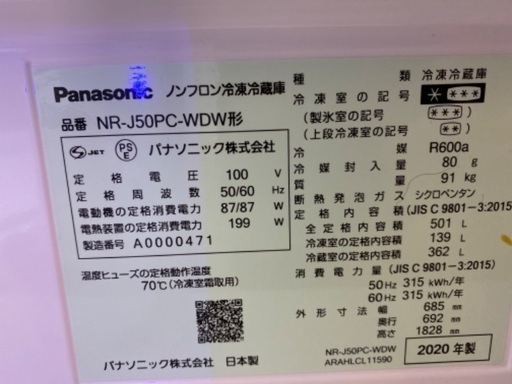 Panasonic ノンフロン冷凍冷蔵庫
品番 NR-J50PC-WDW形
S JET PSE パナソニック株式会社
定格電圧 100 V
定格周波数 50/60 Hz
電動機の定格消費電力 87/87 W
電熱装置の定格消費電力 199 W
製造番号 A0000471
温度ヒューズの定格動作温度
70℃(冷凍室霜取用)
パナソニック株式会社 日本製
種類 冷凍冷蔵庫
冷凍室の記号
(製氷室の記号
(上段冷凍室の記号
冷媒 R600a
冷媒封入量 80 g
質量 91 kg
断熱発泡ガス シクロペンタン
定格内容積(JIS C 9801-3:2015)
全定格内容積 501 L
冷凍室の定格内容積 139 L
冷蔵室の定格内容積 362 L
消費電力量(JIS C 9801-3:2015)
50Hz 315 kWh/年
60Hz 315 kWh/年
外形寸法 幅 685 mm
奥行 692 mm
高さ 1828 mm
NR-J50PC-WDW
ARAHLCL11590
2020年製